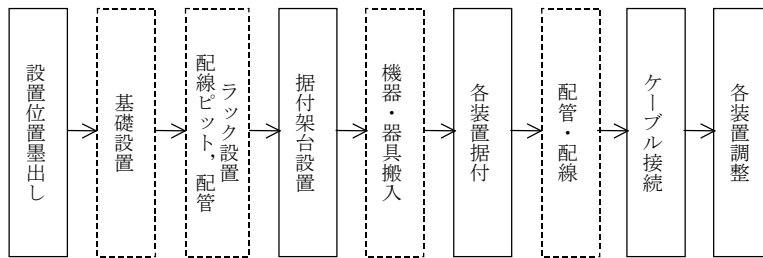 設置位置墨出し
基礎設置
配線ピット，配管
ラック設置
据付架台設置
機器・器具搬入
各装置据付
配管・配線
ケーブル接続
各装置調整